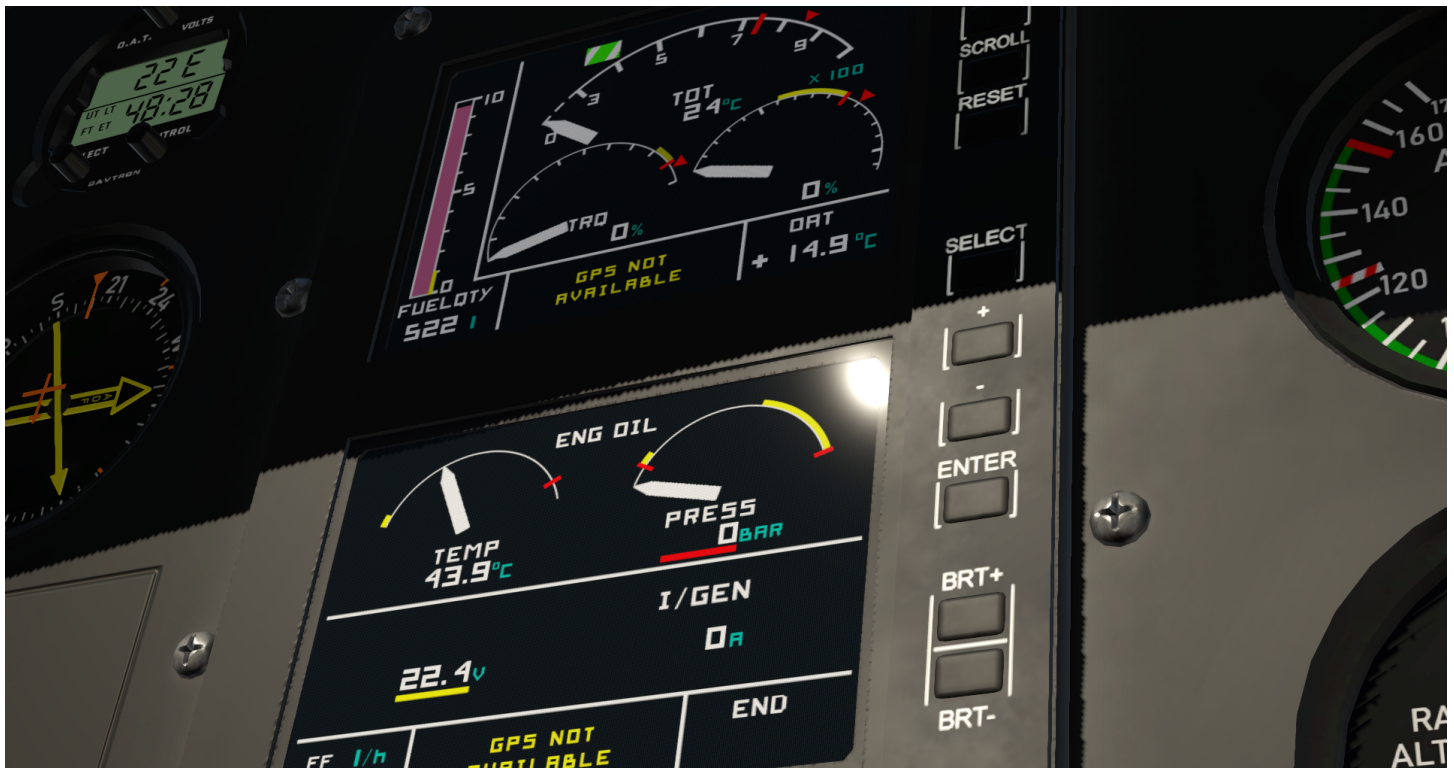 O.A.T.
VOLTS
22E
UT LT
48:28
FT ET
DAVTRON
S
21
24
ADF
10
5
0
FUELQTY
522 l
0
3
5
7
9
x 100
TOT
24°C
TRQ
0%
0%
GPS NOT
AVAILABLE
OAT
+ 14.9°C
SCROLL
RESET
SELECT
+
-
ENTER
BRT+
BRT-
ENG OIL
TEMP
43.9°C
PRESS
0BAR
I/GEN
22.4V
0A
FF l/h
GPS NOT
AVAILABLE
END
160
140
120